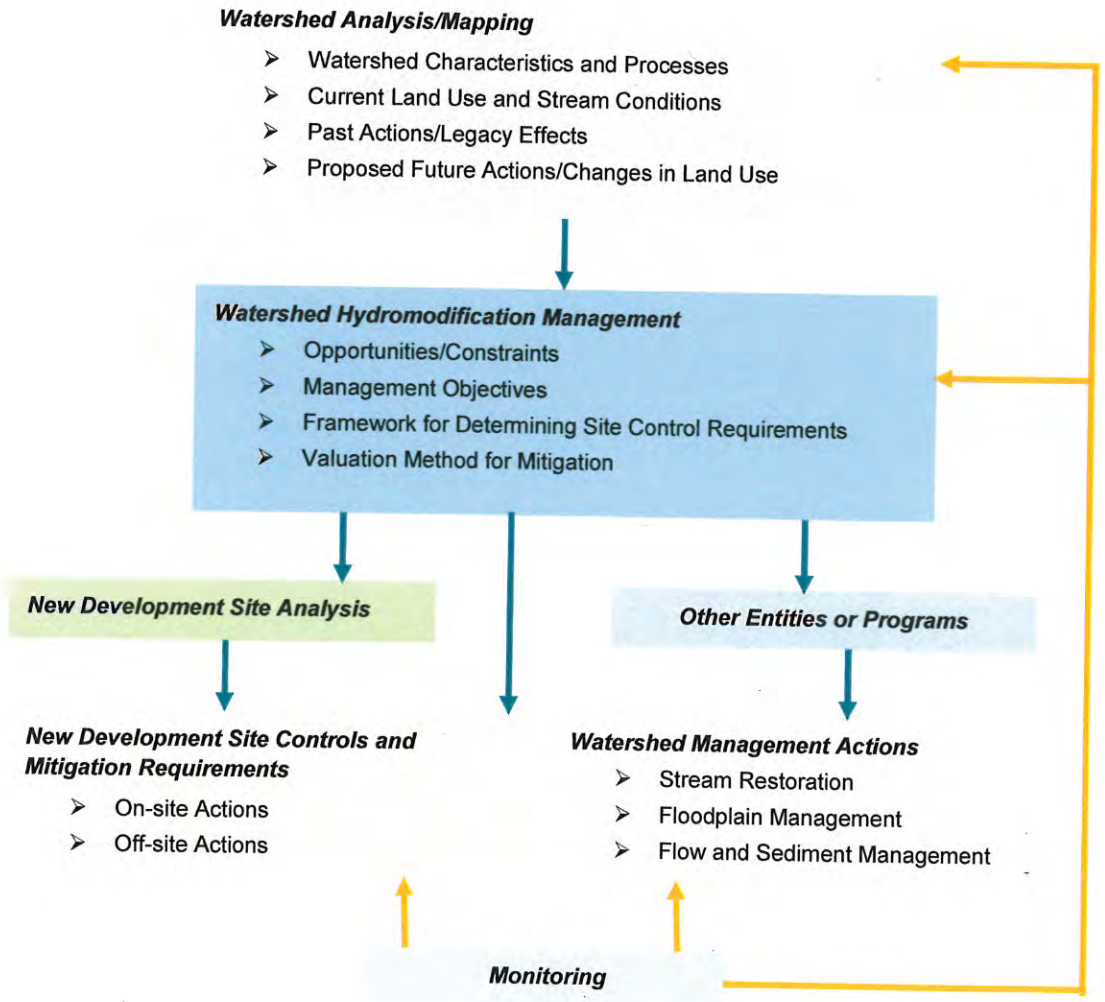 Watershed Analysis/Mapping
➢ Watershed Characteristics and Processes
➢ Current Land Use and Stream Conditions
➢ Past Actions/Legacy Effects
➢ Proposed Future Actions/Changes in Land Use
Watershed Hydromodification Management
➢ Opportunities/Constraints
➢ Management Objectives
➢ Framework for Determining Site Control Requirements
➢ Valuation Method for Mitigation
New Development Site Analysis
Other Entities or Programs
New Development Site Controls and
Mitigation Requirements
➢ On-site Actions
➢ Off-site Actions
Watershed Management Actions
➢ Stream Restoration
➢ Floodplain Management
➢ Flow and Sediment Management
Monitoring